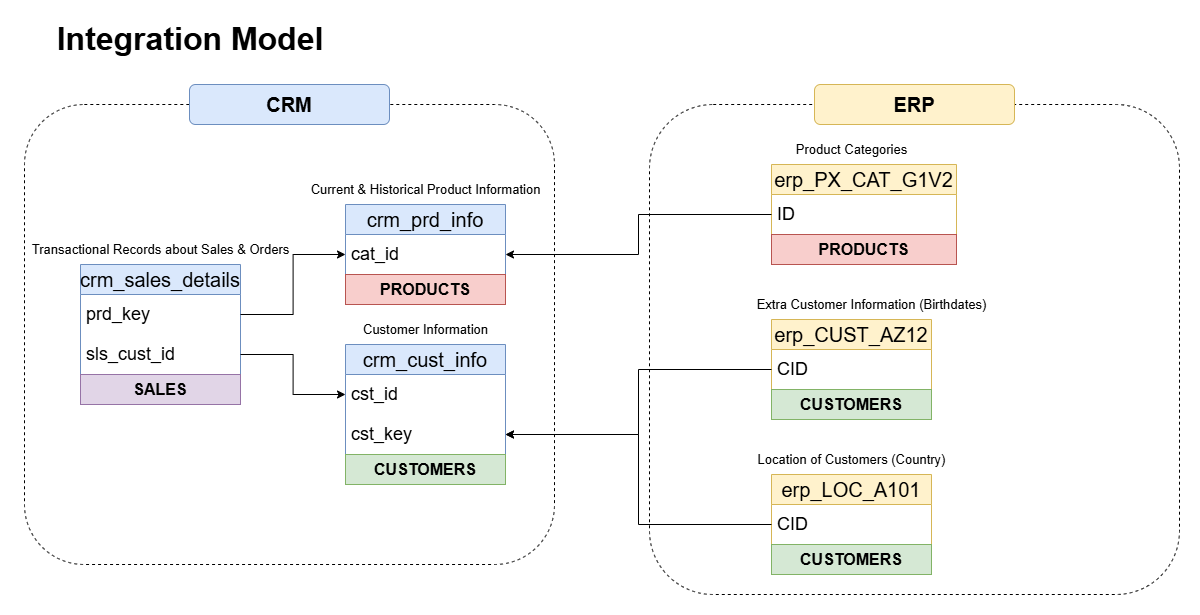 Integration Model
CRM
Transactional Records about Sales & Orders
crm_sales_details
prd_key
sls_cust_id
SALES
Current & Historical Product Information
crm_prd_info
cat_id
PRODUCTS
Customer Information
crm_cust_info
cst_id
cst_key
CUSTOMERS
ERP
Product Categories
erp_PX_CAT_G1V2
ID
PRODUCTS
Extra Customer Information (Birthdates)
erp_CUST_AZ12
CID
CUSTOMERS
Location of Customers (Country)
erp_LOC_A101
CID
CUSTOMERS